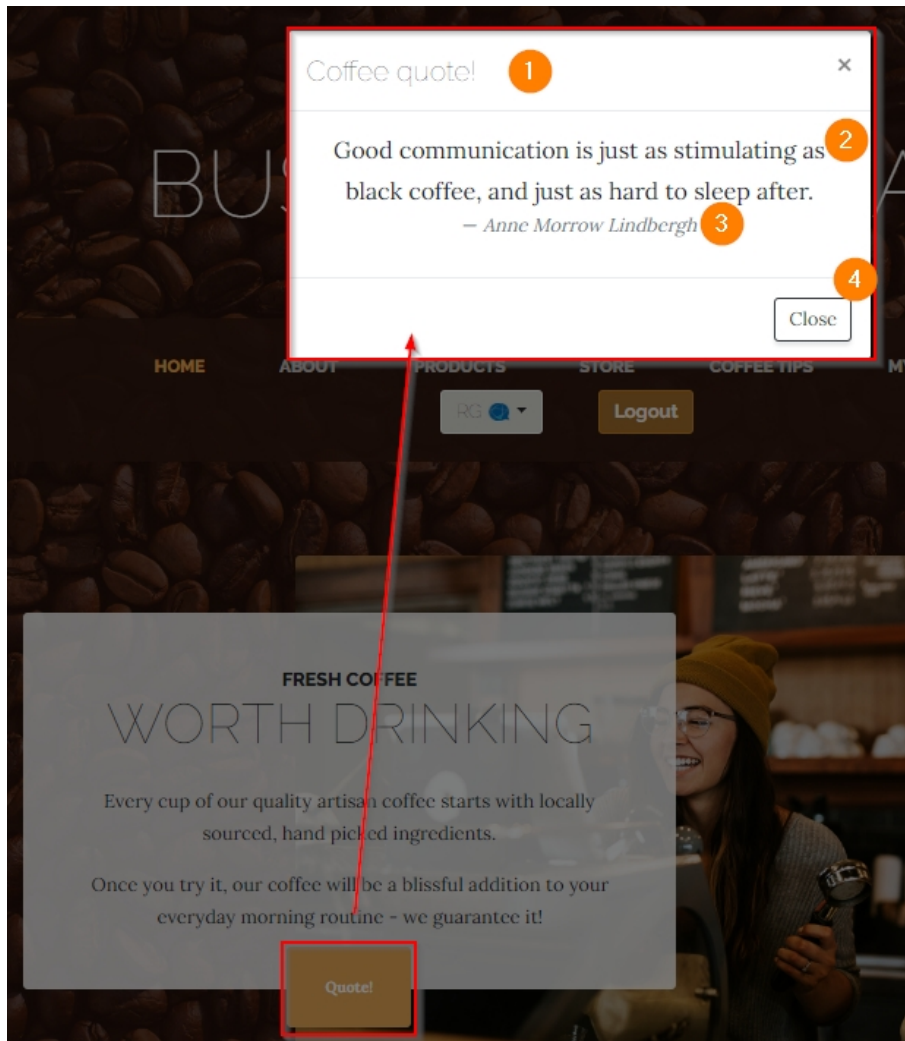 Coffee quote! 1 ×
Good communication is just as stimulating as 2
black coffee, and just as hard to sleep after.
— Anne Morrow Lindbergh 3
4
Close
HOME ABOUT PRODUCTS STORE COFFEE TIPS
RG Logout
FRESH COFFEE
WORTH DRINKING
Every cup of our quality artisan coffee starts with locally
sourced, hand picked ingredients.
Once you try it, our coffee will be a blissful addition to your
everyday morning routine - we guarantee it!
Quote!